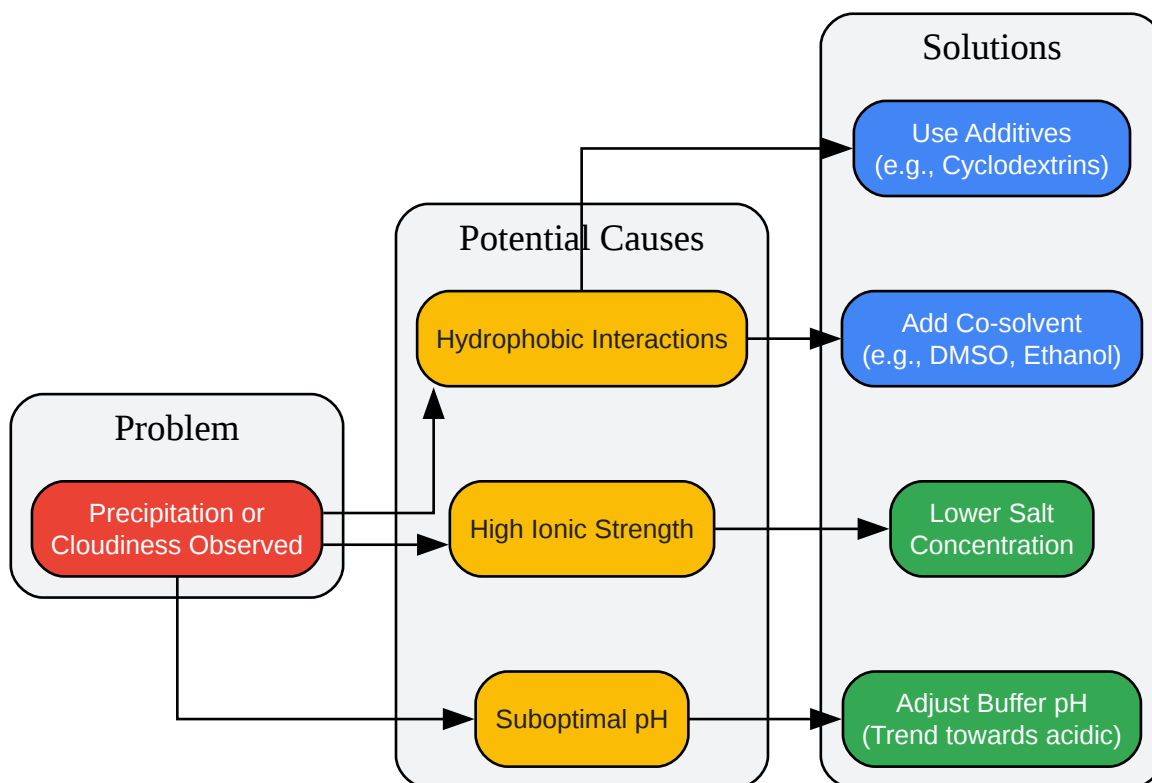 Problem
Precipitation or
Cloudiness Observed
Potential Causes
Hydrophobic Interactions
High Ionic Strength
Suboptimal pH
Solutions
Use Additives
(e.g., Cyclodextrins)
Add Co-solvent
(e.g., DMSO, Ethanol)
Lower Salt
Concentration
Adjust Buffer pH
(Trend towards acidic)